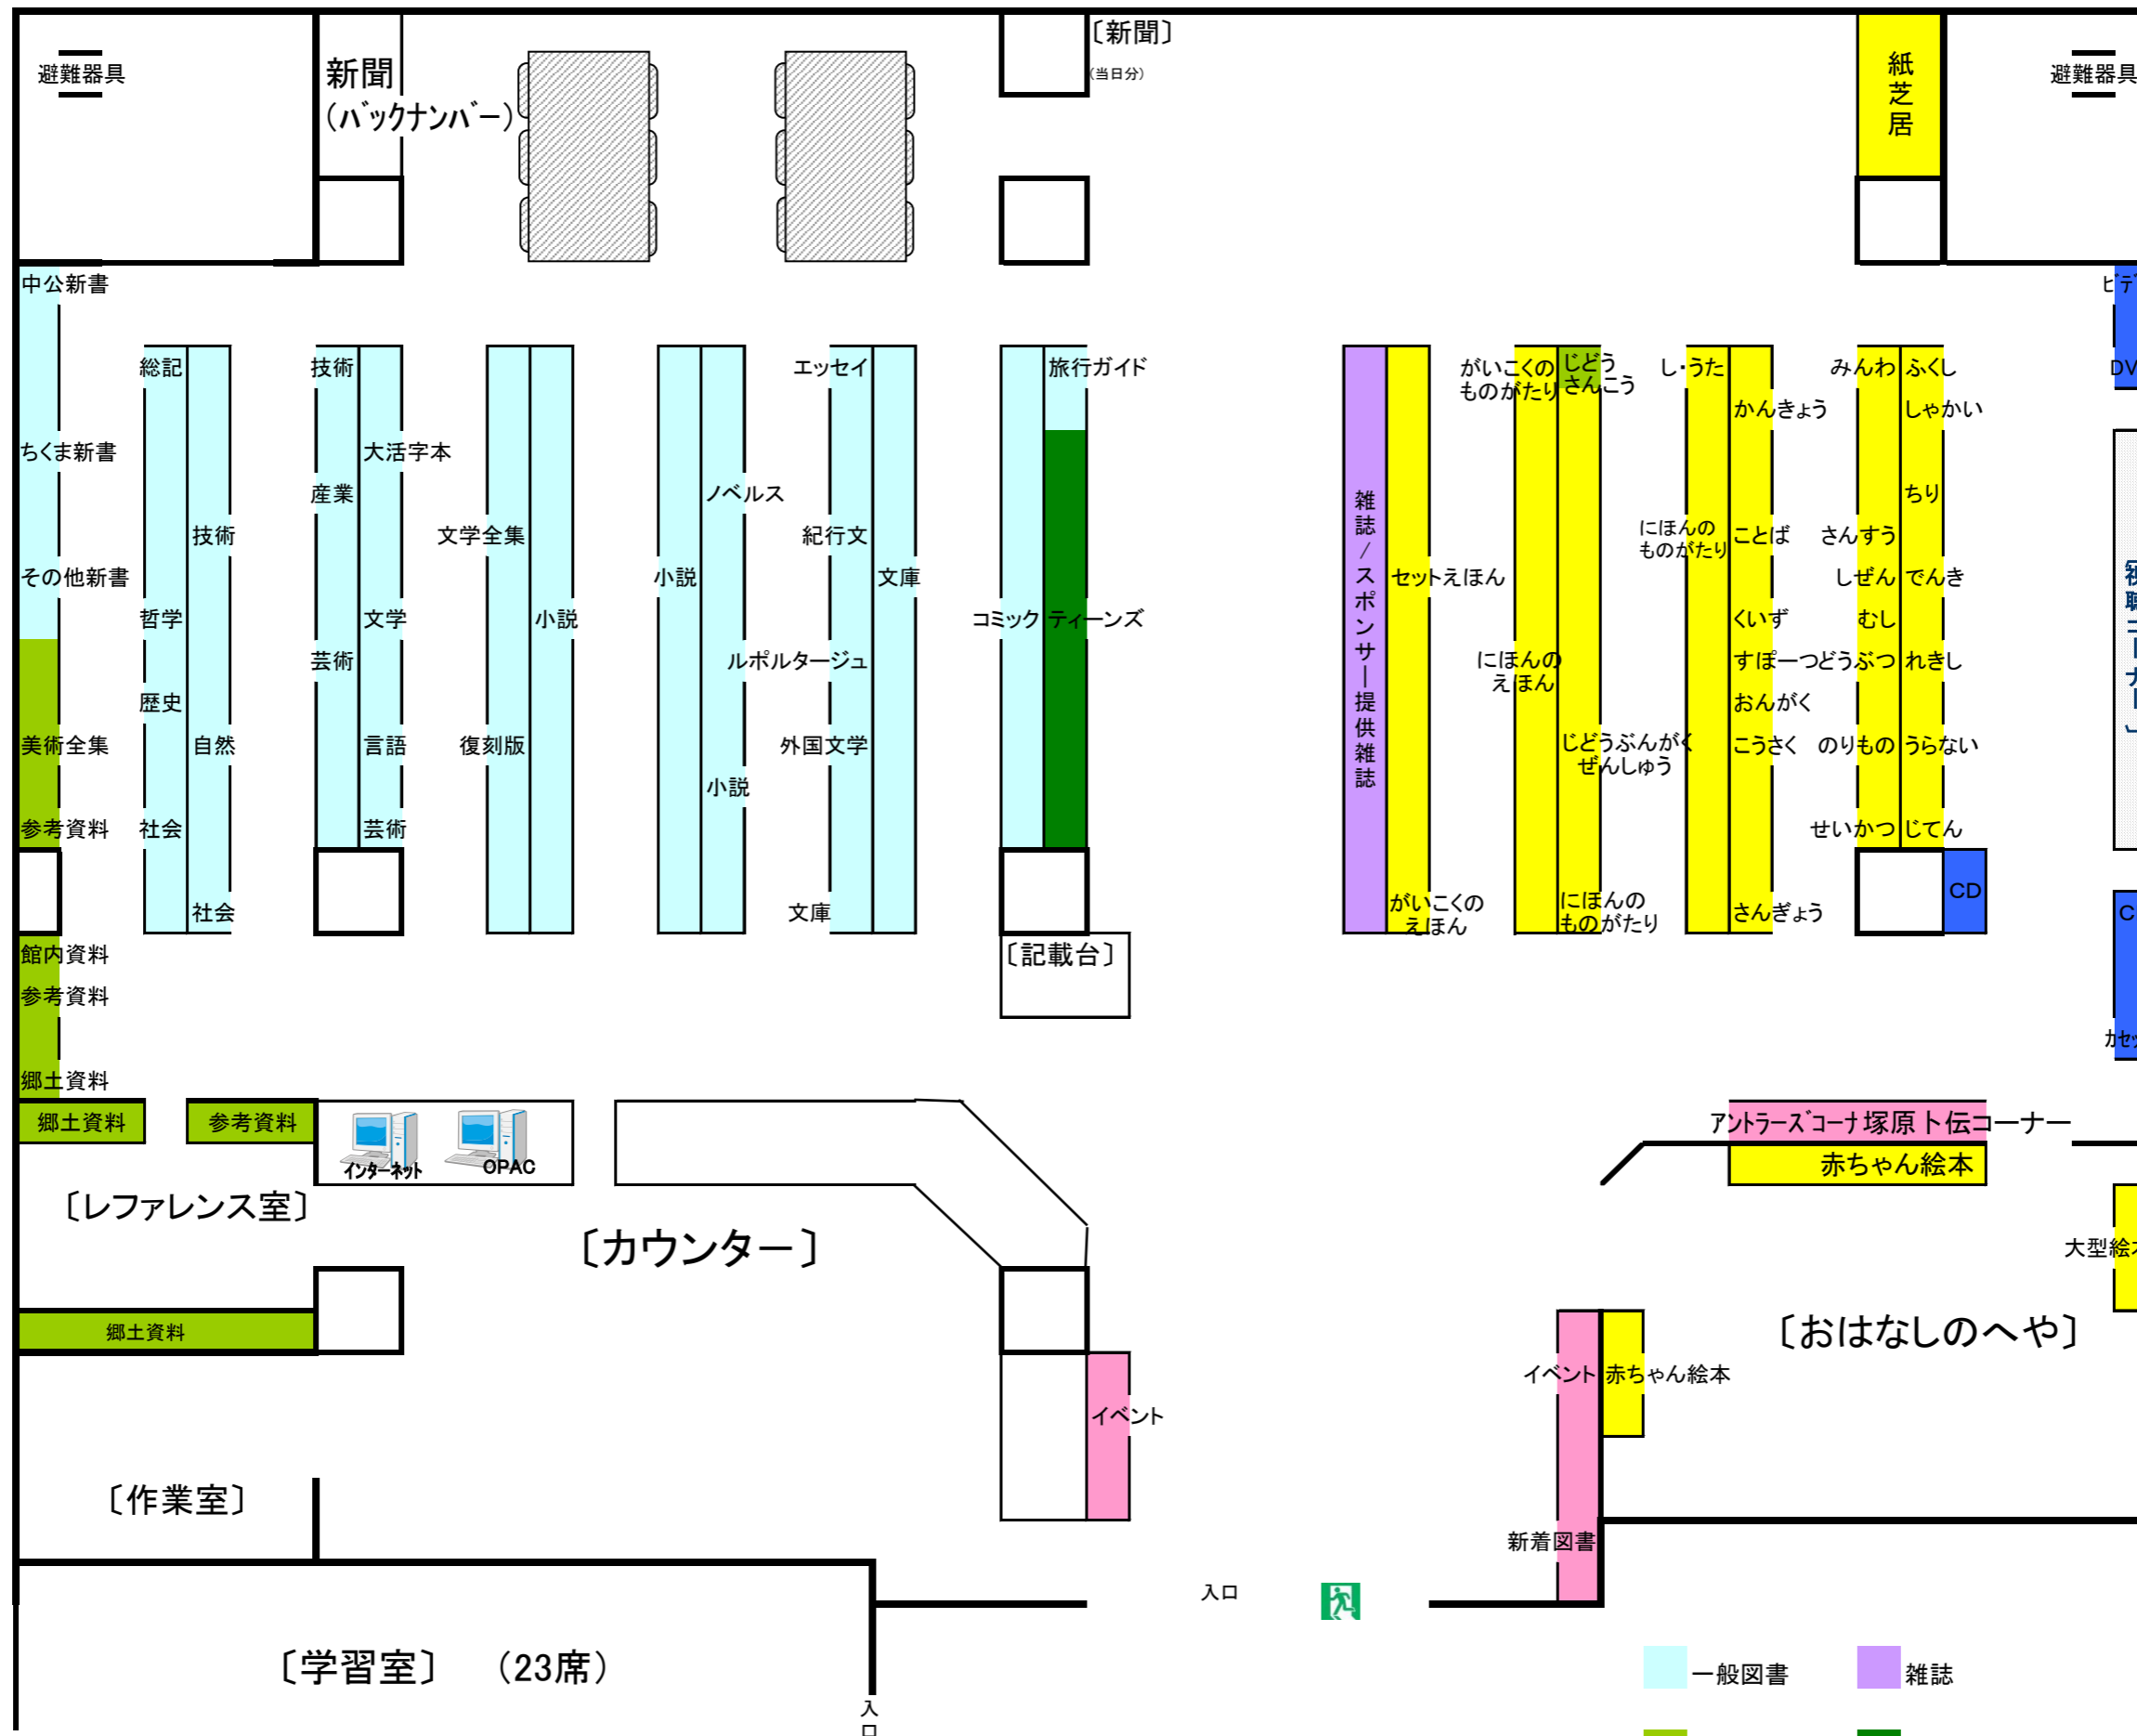 避難器具
新聞
(バックナンバー)
〔新聞〕
(当日分)
紙芝居
避難器具
中公新書
ちくま新書
その他新書
美術全集
参考資料
館内資料
参考資料
郷土資料
総記
哲学
歴史
社会
技術
自然
社会
技術
産業
芸術
大活字本
文学
言語
芸術
文学全集
復刻版
小説
小説
ノベルス
小説
エッセイ
紀行文
ルポルタージュ
外国文学
文庫
文庫
コミック
旅行ガイド
ティーンズ
〔記載台〕
雑誌/スポンサー提供雑誌
セットえほん
がいこくの
えほん
がいこくの
ものがたり
にほんの
えほん
じどう
さんこう
じどうぶんがく
ぜんしゅう
にほんの
ものがたり
し・うた
にほんの
ものがたり
かんきょう
ことば
くいず
すぽーつ
おんがく
こうさく
さんぎょう
みんわ
さんすう
しぜん
むし
どうぶつ
のりもの
せいかつ
ふくし
しゃかい
ちり
でんき
れきし
うらない
じてん
CD
郷土資料
参考資料
インターネット
OPAC
〔レファレンス室〕
〔カウンター〕
郷土資料
〔作業室〕
イベント
アントラーズコーナ
塚原卜伝コーナー
赤ちゃん絵本
〔おはなしのへや〕
イベント
赤ちゃん絵本
新着図書
入口
〔学習室〕 (23席)
入口
一般図書
雑誌